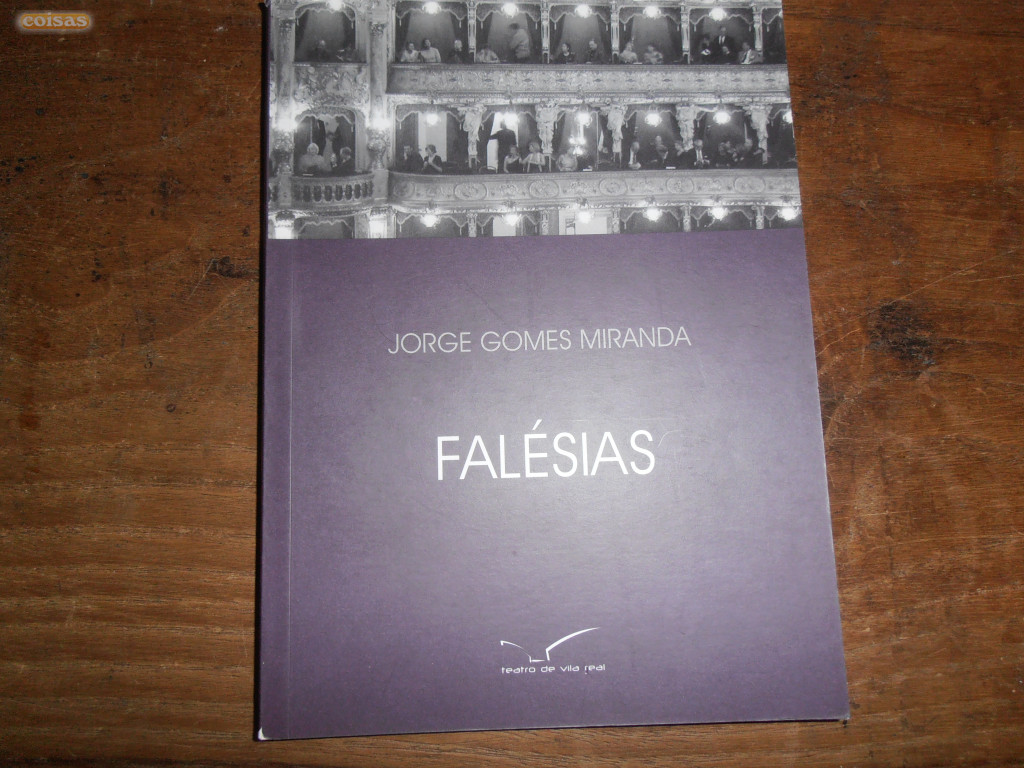 coisas
JORGE GOMES MIRANDA
FALÉSIAS
teatro de vila real